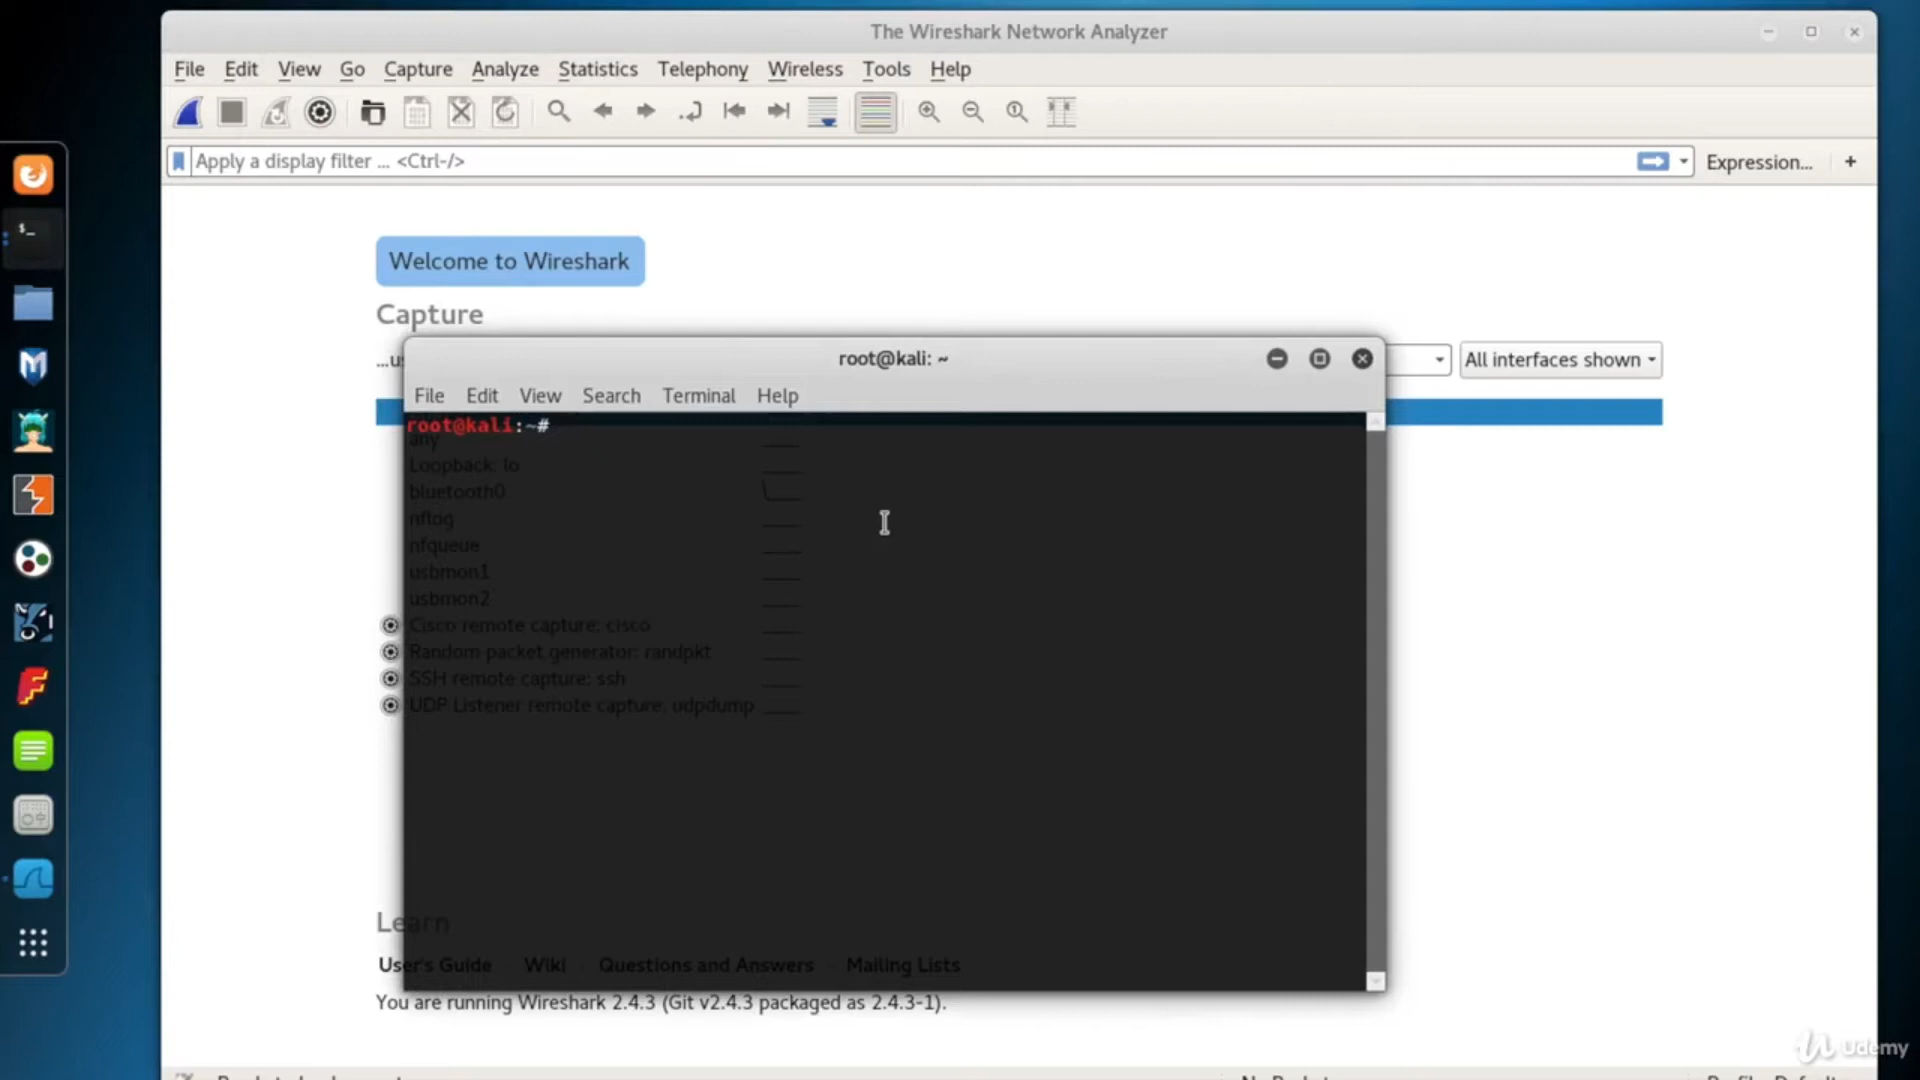 The Wireshark Network Analyzer
File Edit View Go Capture Analyze Statistics Telephony Wireless Tools Help
Apply a display filter ... <Ctrl-/>
Expression... +
$_
Welcome to Wireshark
Capture
All interfaces shown
root@kali: ~
File Edit View Search Terminal Help
root@kali:~#
any
Loopback: lo
bluetooth0
nflog
nfqueue
usbmon1
usbmon2
Cisco remote capture: cisco
Random packet generator: randpkt
SSH remote capture: ssh
UDP Listener remote capture: udpdump
Learn
User's Guide · Wiki · Questions and Answers · Mailing Lists
You are running Wireshark 2.4.3 (Git v2.4.3 packaged as 2.4.3-1).
Udemy